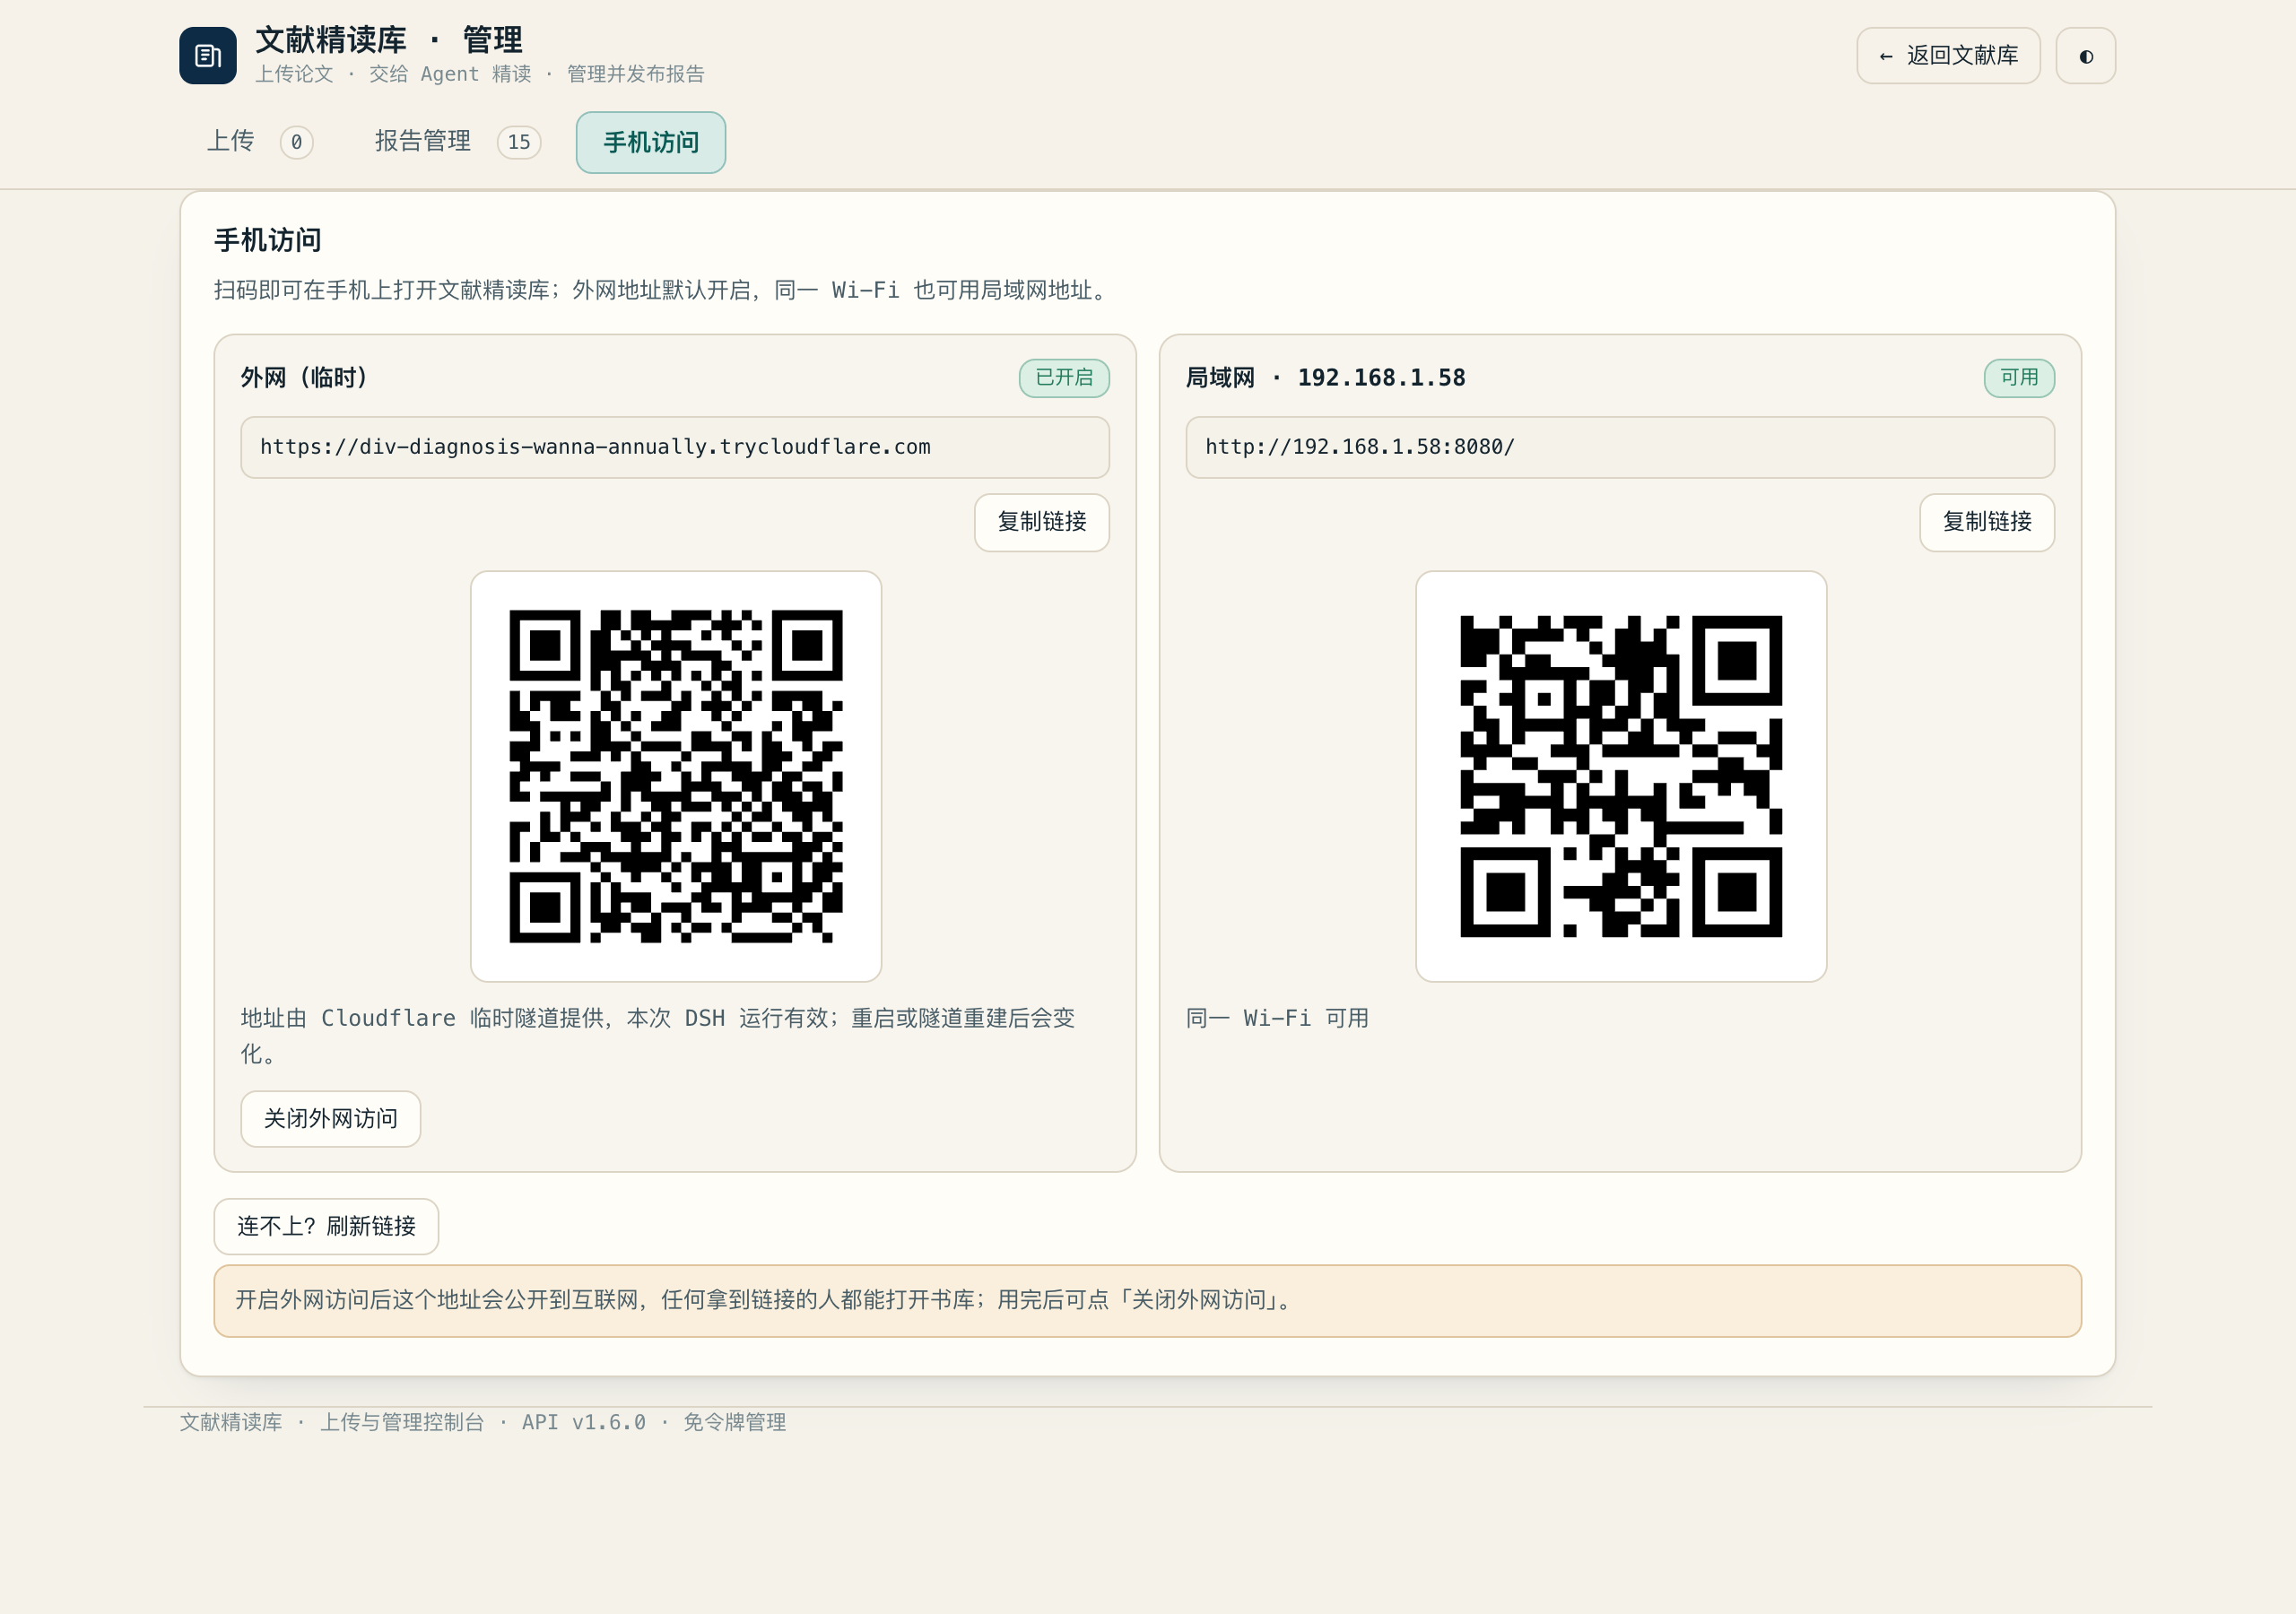 文献精读库 · 管理
上传论文 · 交给 Agent 精读 · 管理并发布报告
← 返回文献库
上传 0
报告管理 15
手机访问
手机访问
扫码即可在手机上打开文献精读库；外网地址默认开启，同一 Wi-Fi 也可用局域网地址。
外网（临时）
已开启
https://div-diagnosis-wanna-annually.trycloudflare.com
复制链接
地址由 Cloudflare 临时隧道提供，本次 DSH 运行有效；重启或隧道重建后会变
化。
关闭外网访问
局域网 · 192.168.1.58
可用
http://192.168.1.58:8080/
复制链接
同一 Wi-Fi 可用
连不上？刷新链接
开启外网访问后这个地址会公开到互联网，任何拿到链接的人都能打开书库；用完后可点「关闭外网访问」。
文献精读库 · 上传与管理控制台 · API v1.6.0 · 免令牌管理